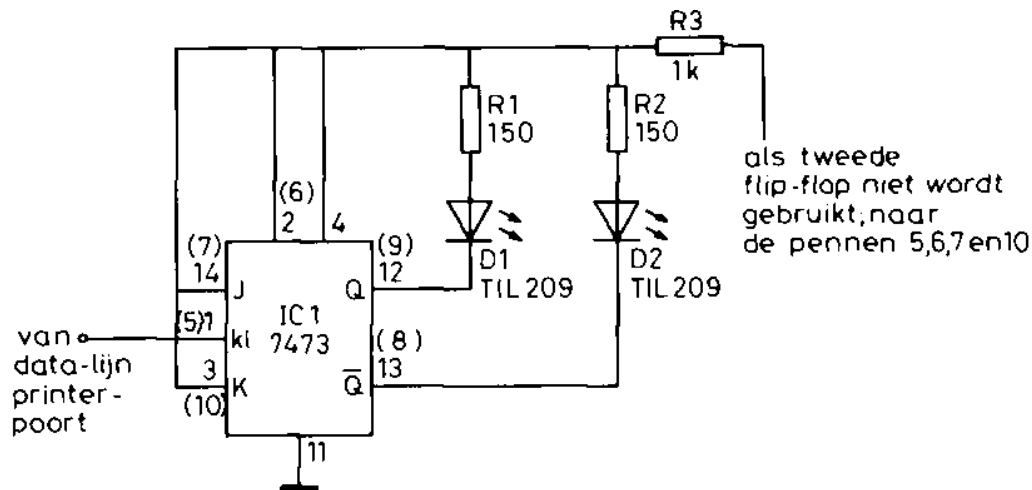 R3
1k
R1
150
R2
150
als tweede
flip-flop niet wordt
gebruikt, naar
de pennen 5,6,7 en 10
(6)
2
4
(7)
14
(9)
12
D1
TIL 209
D2
TIL 209
J
Q
IC1
7473
(5)
1
kl
(8)
13
van
data-lijn
printer-
poort
3
K
Q̅
(10)
11